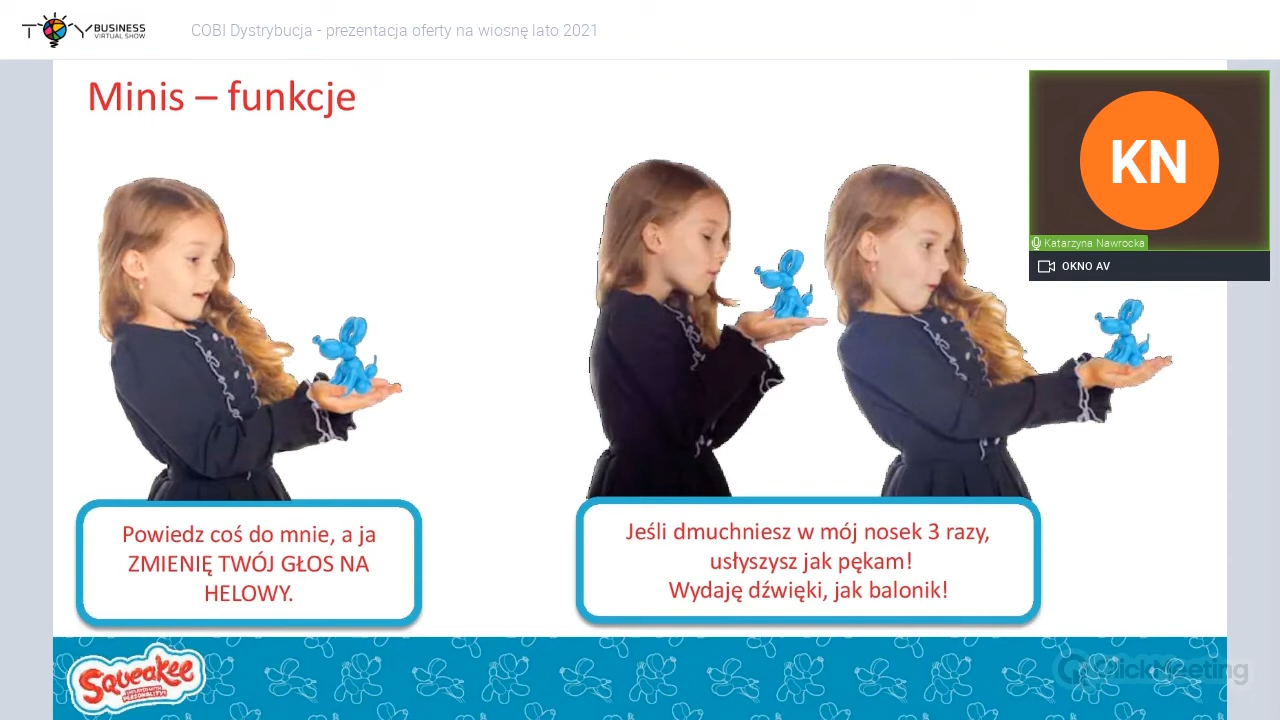 TOY BUSINESS
VIRTUAL SHOW
COBI Dystrybucja - prezentacja oferty na wiosnę lato 2021
Minis – funkcje
KN
Katarzyna Nawrocka
OKNO AV
Powiedz coś do mnie, a ja
ZMIENIĘ TWÓJ GŁOS NA
HELOWY.
Jeśli dmuchniesz w mój nosek 3 razy,
usłyszysz jak pękam!
Wydaję dźwięki, jak balonik!
Squeakee
ClickMeeting